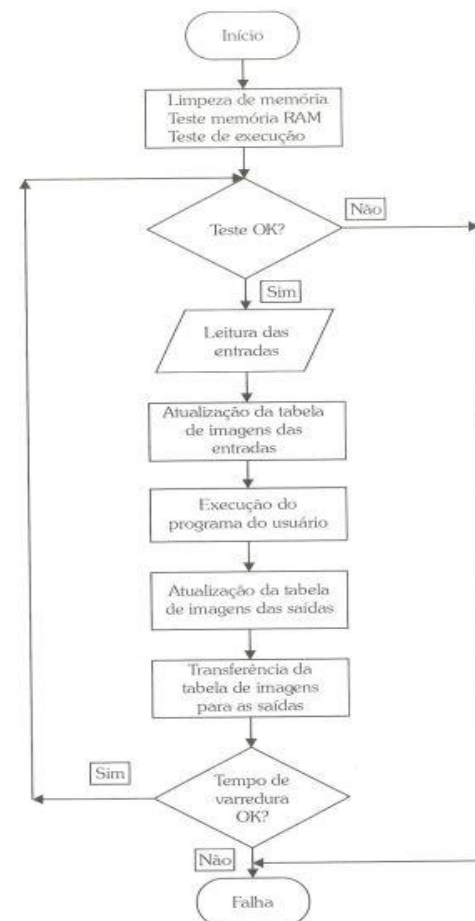 Início
Limpeza de memória
Teste memória RAM
Teste de execução
Teste OK?
Não
Sim
Leitura das
entradas
Atualização da tabela
de imagens das
entradas
Execução do
programa do usuário
Atualização da tabela
de imagens das saídas
Transferência da
tabela de imagens
para as saídas
Sim
Tempo de
varredura
OK?
Não
Falha